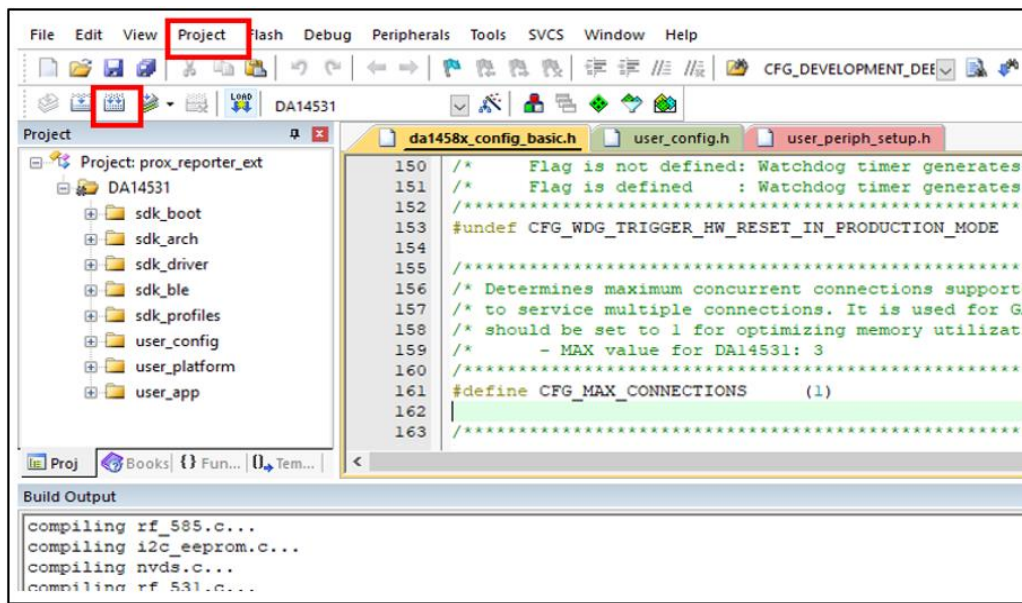 File Edit View Project Flash Debug Peripherals Tools SVCS Window Help
CFG_DEVELOPMENT_DEE
LOAD DA14531
Project
da1458x_config_basic.h user_config.h user_periph_setup.h
Project: prox_reporter_ext
DA14531
sdk_boot
sdk_arch
sdk_driver
sdk_ble
sdk_profiles
user_config
user_platform
user_app
150 /* Flag is not defined: Watchdog timer generates
151 /* Flag is defined : Watchdog timer generates
152 /*****************************************************
153 #undef CFG_WDG_TRIGGER_HW_RESET_IN_PRODUCTION_MODE
154
155 /*****************************************************
156 /* Determines maximum concurrent connections support
157 /* to service multiple connections. It is used for G
158 /* should be set to 1 for optimizing memory utilizat
159 /* - MAX value for DA14531: 3
160 /*****************************************************
161 #define CFG_MAX_CONNECTIONS (1)
162
163 /*****************************************************
Proj Books {} Fun... Tem...
Build Output
compiling rf_585.c...
compiling i2c_eeprom.c...
compiling nvds.c...
compiling rf_531.c...